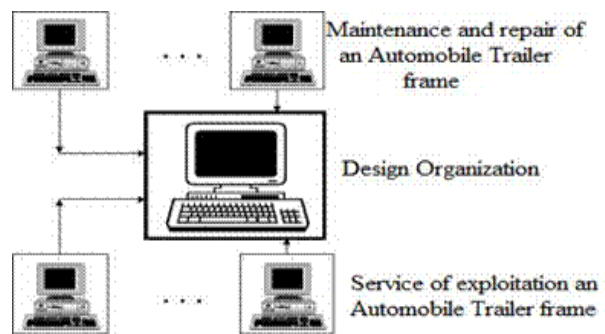 Maintenance and repair of
an Automobile Trailer
frame
Design Organization
Service of exploitation an
Automobile Trailer frame